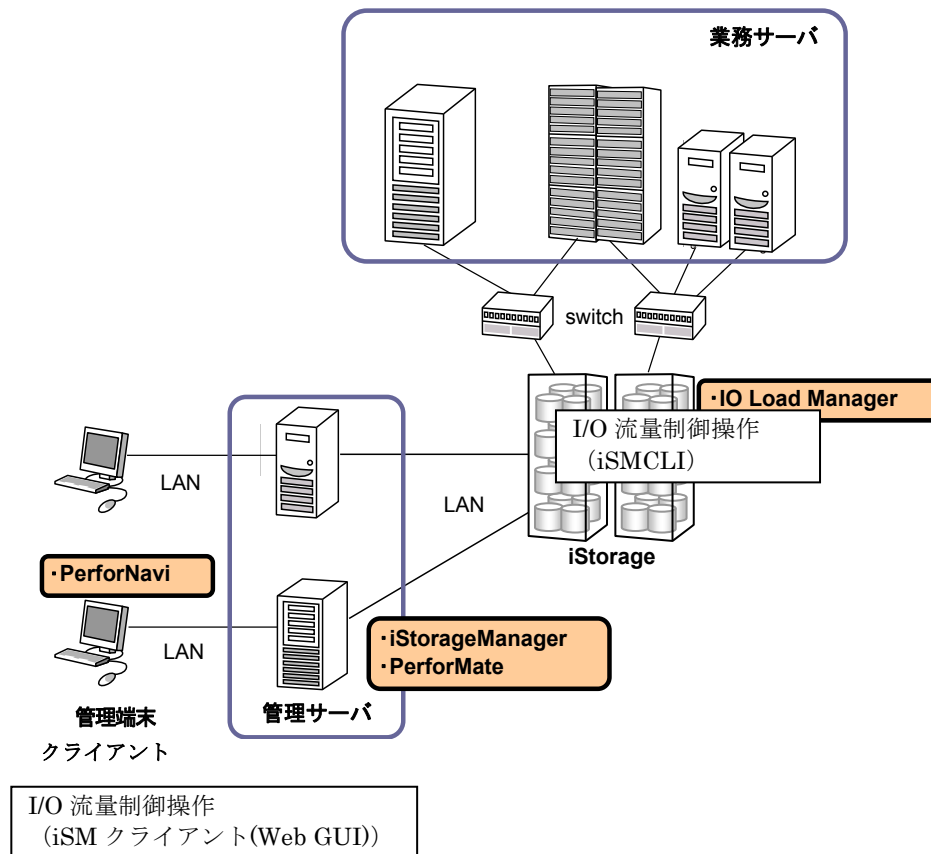 業務サーバ
switch
・IO Load Manager
I/O 流量制御操作
（iSMCLI）
LAN
LAN
iStorage
・PerforNavi
・iStorageManager
・PerforMate
LAN
管理端末
クライアント
管理サーバ
I/O 流量制御操作
（iSM クライアント(Web GUI)）